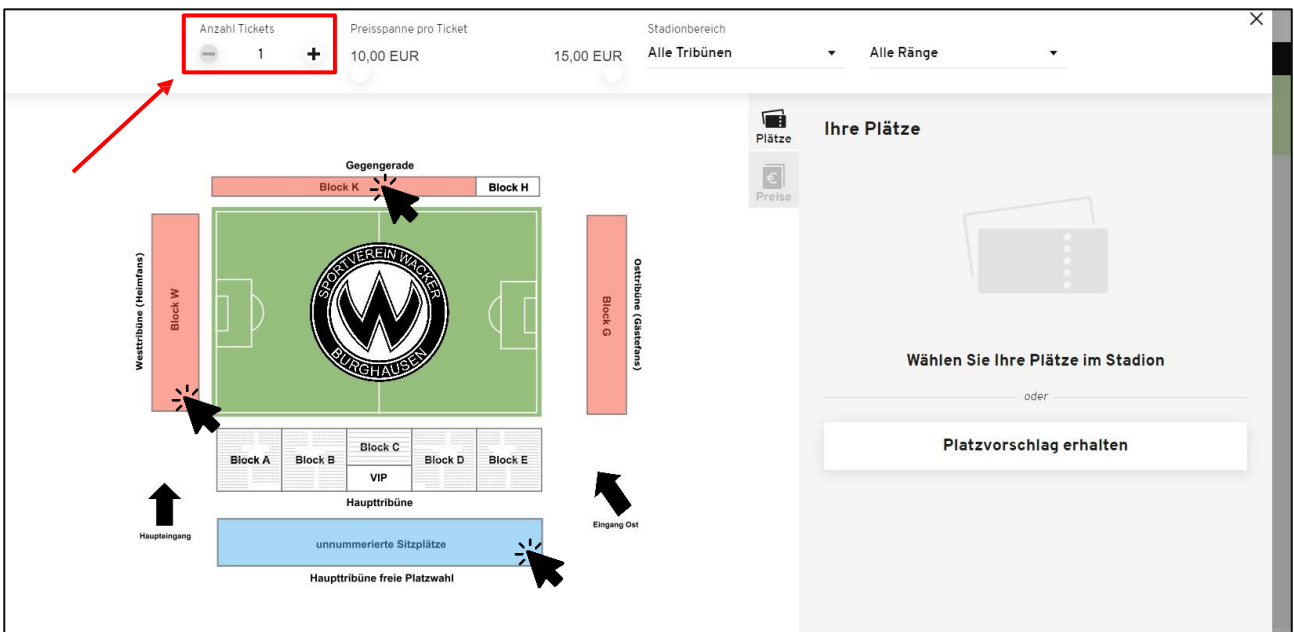 Anzahl Tickets
1
Preisspanne pro Ticket
10,00 EUR
15,00 EUR
Stadionbereich
Alle Tribünen
Alle Ränge
Plätze
Preise
Ihre Plätze
Wählen Sie Ihre Plätze im Stadion
oder
Platzvorschlag erhalten
Gegengerade
Block K
Block H
Westtribüne (Heimfans)
Block W
SPORTVEREIN WACKER
W
BURGHAUSEN
Block G
Osttribüne (Gästefans)
Block A
Block B
Block C
VIP
Block D
Block E
Haupttribüne
Haupteingang
Eingang Ost
unnummerierte Sitzplätze
Haupttribüne freie Platzwahl